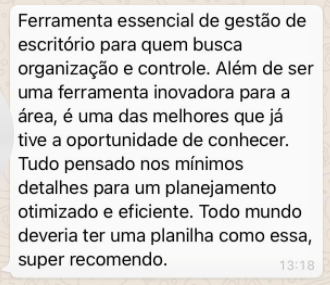 Ferramenta essencial de gestão de
escritório para quem busca
organização e controle. Além de ser
uma ferramenta inovadora para a
área, é uma das melhores que já
tive a oportunidade de conhecer.
Tudo pensado nos mínimos
detalhes para um planejamento
otimizado e eficiente. Todo mundo
deveria ter uma planilha como essa,
super recomendo.
13:18